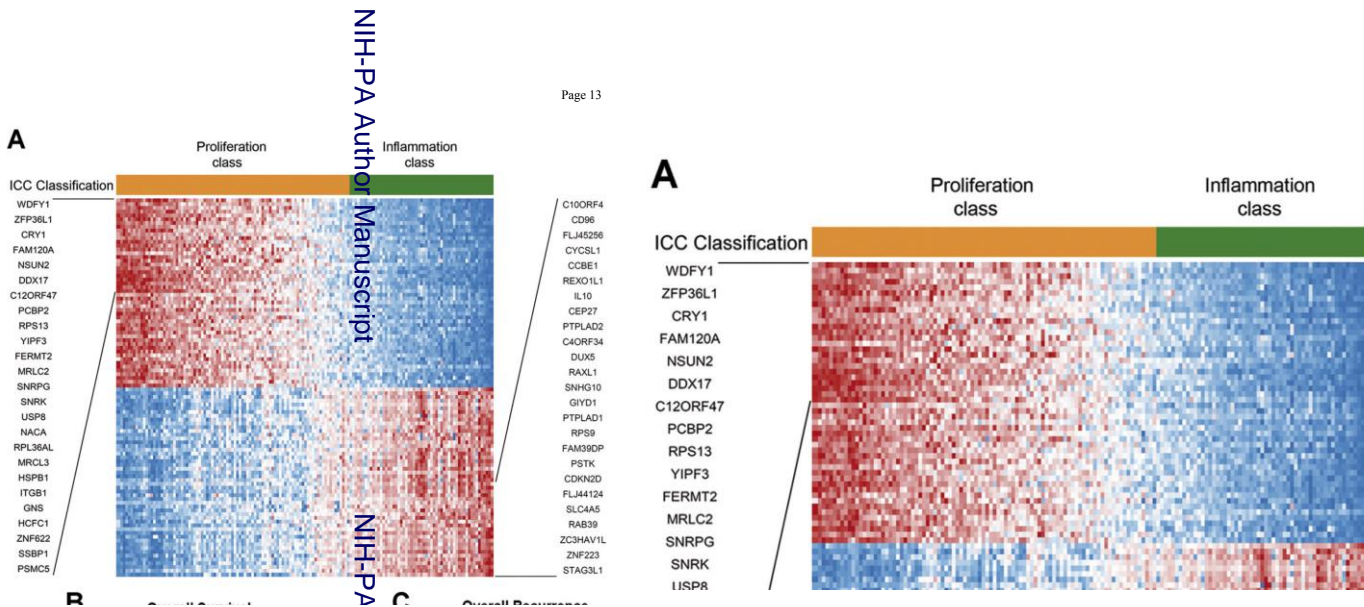 NIH-PA Author Manuscript
NIH-PA
Page 13
A
Proliferation
class
Inflammation
class
ICC Classification
WDFY1
ZFP36L1
CRY1
FAM120A
NSUN2
DDX17
C12ORF47
PCBP2
RPS13
YIPF3
FERMT2
MRLC2
SNRPG
SNRK
USP8
NACA
RPL36AL
MRCL3
HSPB1
ITGB1
GNS
HCFC1
ZNF622
SSBP1
PSMC5
C10ORF4
CD96
FLJ45256
CYCSL1
CCBE1
REXO1L1
IL10
CEP27
PTPLAD2
C4ORF34
DUX5
RAXL1
SNHG10
GIYD1
PTPLAD1
RPS9
FAM39DP
PSTK
CDKN2D
FLJ44124
SLC4A5
RAB39
ZC3HAV1L
ZNF223
STAG3L1
B
Overall Survival
C
Overall Recurrence
A
Proliferation
class
Inflammation
class
ICC Classification
WDFY1
ZFP36L1
CRY1
FAM120A
NSUN2
DDX17
C12ORF47
PCBP2
RPS13
YIPF3
FERMT2
MRLC2
SNRPG
SNRK
USP8